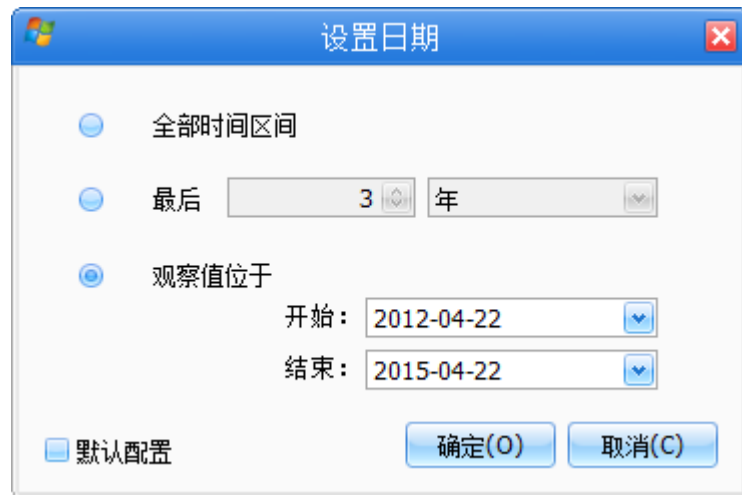 设置日期
全部时间区间
最后 3 年
观察值位于
开始: 2012-04-22
结束: 2015-04-22
默认配置 确定(O) 取消(C)